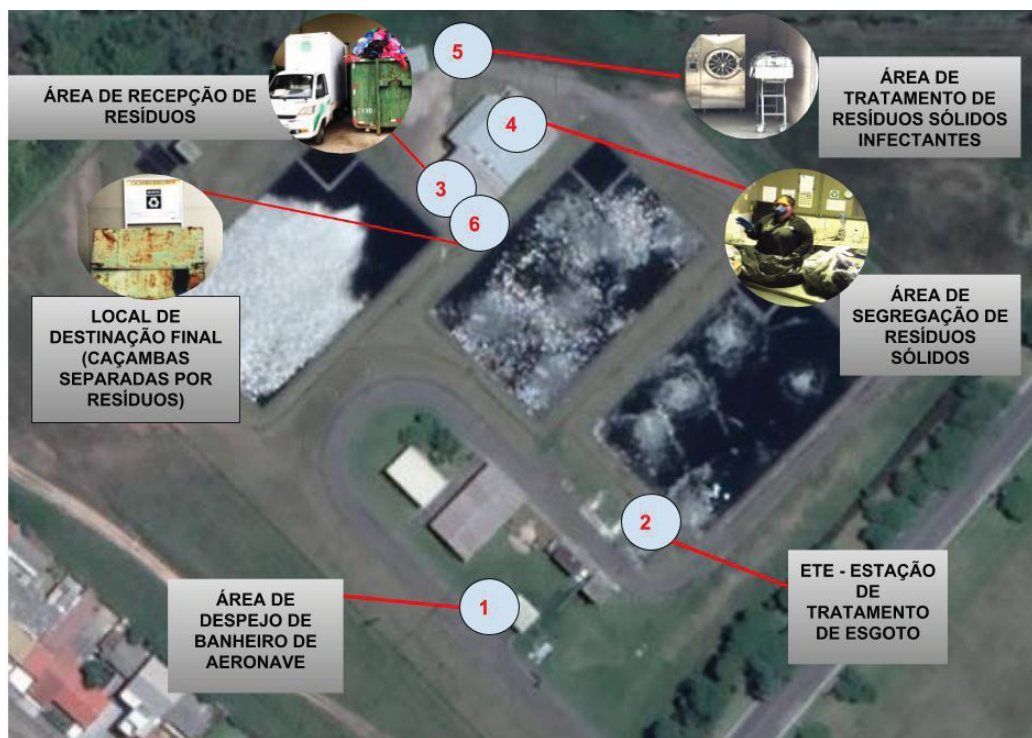 5
ÁREA DE RECEPÇÃO DE
RESÍDUOS
ÁREA DE
TRATAMENTO DE
RESÍDUOS SÓLIDOS
INFECTANTES
4
3
6
LOCAL DE
DESTINAÇÃO FINAL
(CAÇAMBAS
SEPARADAS POR
RESÍDUOS)
ÁREA DE
SEGREGAÇÃO DE
RESÍDUOS
SÓLIDOS
2
ETE - ESTAÇÃO
DE
TRATAMENTO
DE ESGOTO
1
ÁREA DE
DESPEJO DE
BANHEIRO DE
AERONAVE